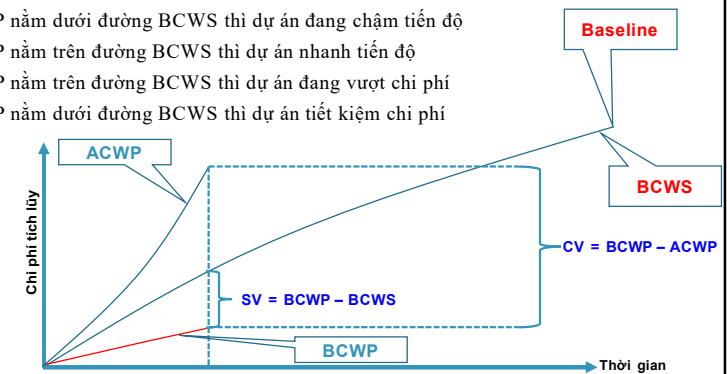 P nằm dưới đường BCWS thì dự án đang chậm tiến độ
P nằm trên đường BCWS thì dự án nhanh tiến độ
P nằm trên đường BCWS thì dự án đang vượt chi phí
P nằm dưới đường BCWS thì dự án tiết kiệm chi phí
Baseline
ACWP
BCWS
Chi phí tích lũy
CV = BCWP – ACWP
SV = BCWP – BCWS
BCWP
Thời gian